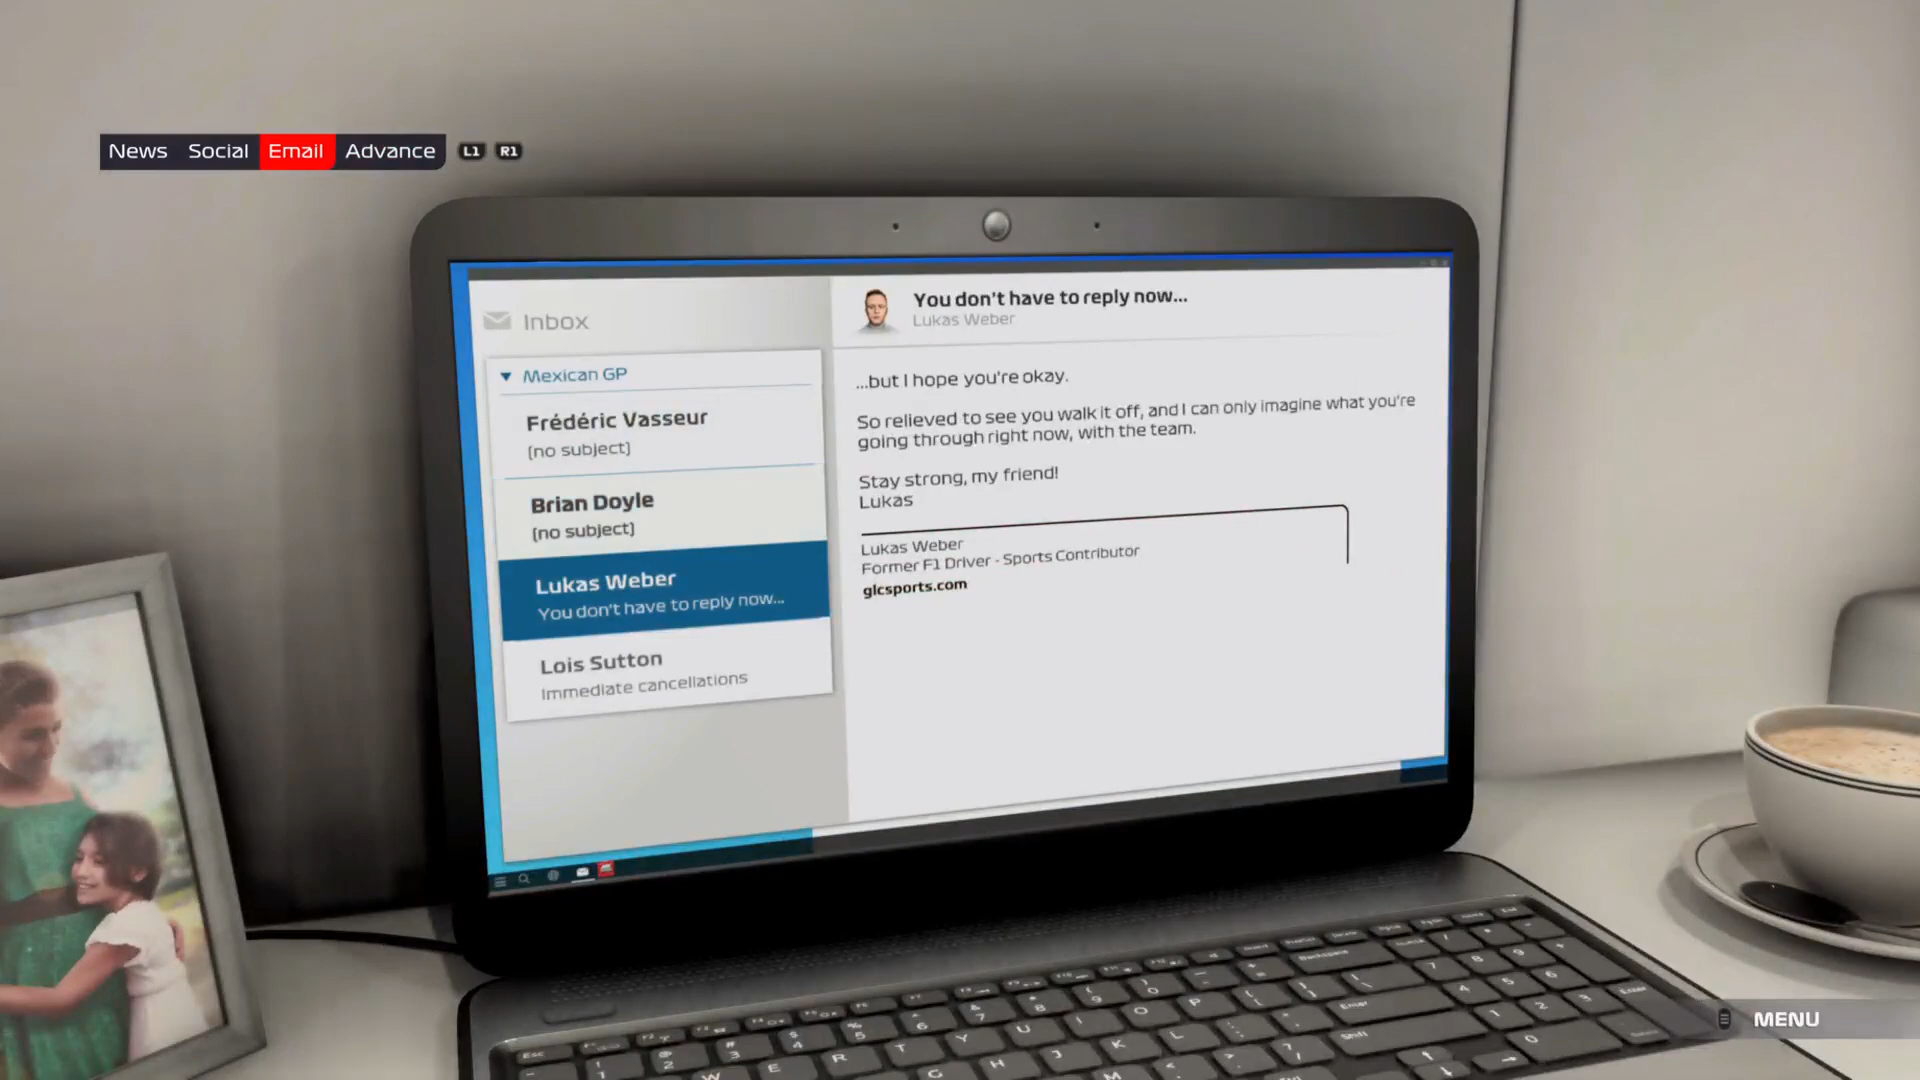 News Social Email Advance L1 R1
Inbox
Mexican GP
Frédéric Vasseur
(no subject)
Brian Doyle
(no subject)
Lukas Weber
You don't have to reply now...
Lois Sutton
Immediate cancellations
You don't have to reply now...
Lukas Weber
...but I hope you're okay.
So relieved to see you walk it off, and I can only imagine what you're
going through right now, with the team.
Stay strong, my friend!
Lukas
Lukas Weber
Former F1 Driver - Sports Contributor
glcsports.com
MENU